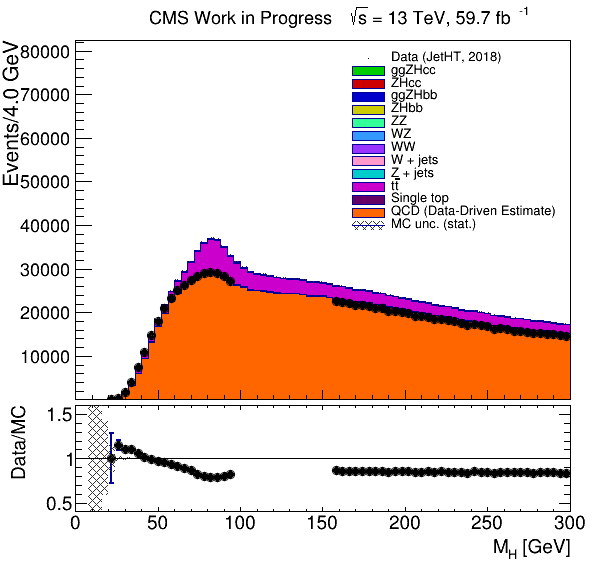 CMS Work in Progress √s = 13 TeV, 59.7 fb⁻¹
Events/4.0 GeV
80000
70000
60000
50000
40000
30000
20000
10000
Data (JetHT, 2018)
ggZHcc
ZHcc
ggZHbb
ZHbb
ZZ
WZ
WW
W + jets
Z + jets
tt̅
Single top
QCD (Data-Driven Estimate)
MC unc. (stat.)
Data/MC
1.5
1
0.5
0 50 100 150 200 250 300
M_H [GeV]